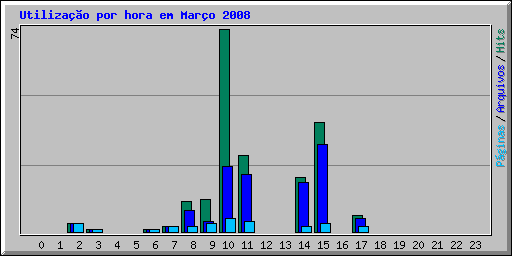 Utilização por hora em Março 2008
74
Páginas / Arquivos / Hits
0 1 2 3 4 5 6 7 8 9 10 11 12 13 14 15 16 17 18 19 20 21 22 23